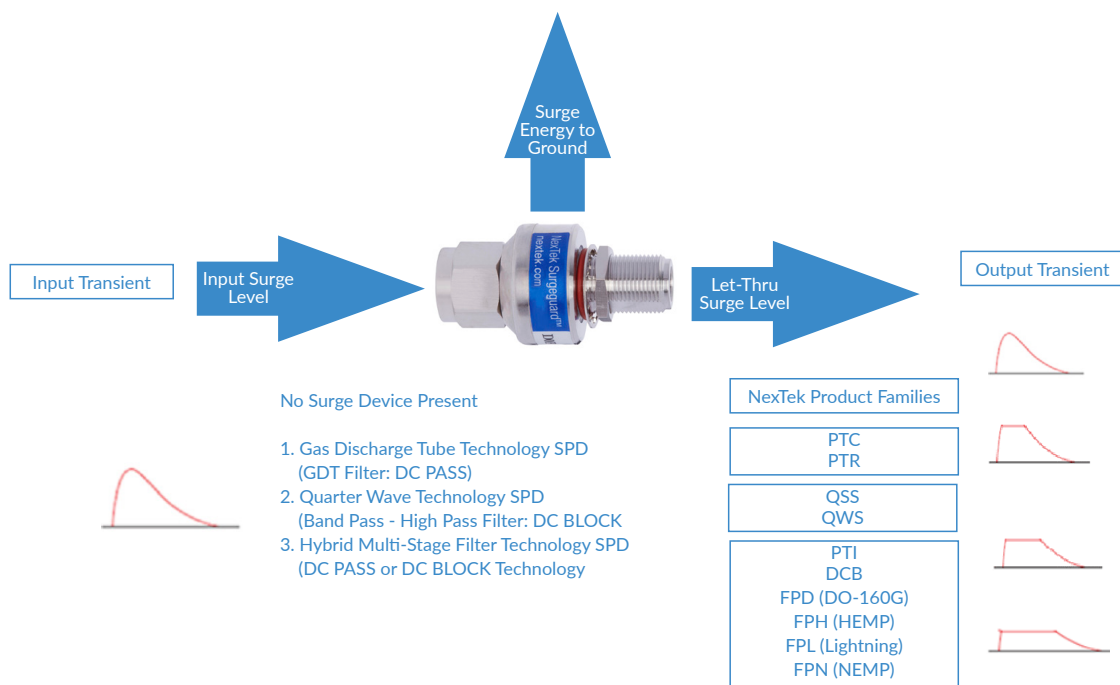 Surge
Energy to
Ground
Input Transient
Input Surge
Level
NexTek Surgeguard™
nextek.com
Let-Thru
Surge Level
Output Transient
No Surge Device Present
1. Gas Discharge Tube Technology SPD
(GDT Filter: DC PASS)
2. Quarter Wave Technology SPD
(Band Pass - High Pass Filter: DC BLOCK
3. Hybrid Multi-Stage Filter Technology SPD
(DC PASS or DC BLOCK Technology
NexTek Product Families
PTC
PTR
QSS
QWS
PTI
DCB
FPD (DO-160G)
FPH (HEMP)
FPL (Lightning)
FPN (NEMP)